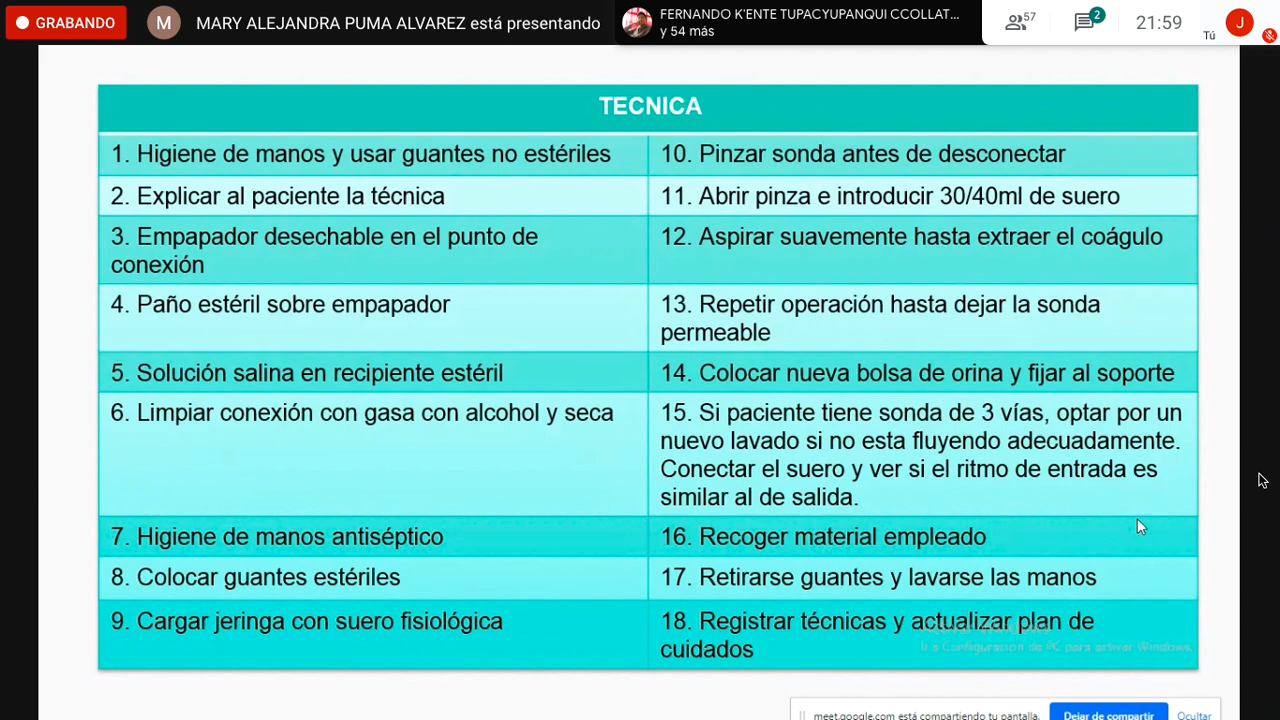 GRABANDO
M
MARY ALEJANDRA PUMA ALVAREZ está presentando
FERNANDO K'ENTE TUPACYUPANQUI CCOLLAT...
y 54 más
57
2
21:59
Tú
J
TECNICA
1. Higiene de manos y usar guantes no estériles
2. Explicar al paciente la técnica
3. Empapador desechable en el punto de
conexión
4. Paño estéril sobre empapador
5. Solución salina en recipiente estéril
6. Limpiar conexión con gasa con alcohol y seca
7. Higiene de manos antiséptico
8. Colocar guantes estériles
9. Cargar jeringa con suero fisiológica
10. Pinzar sonda antes de desconectar
11. Abrir pinza e introducir 30/40ml de suero
12. Aspirar suavemente hasta extraer el coágulo
13. Repetir operación hasta dejar la sonda
permeable
14. Colocar nueva bolsa de orina y fijar al soporte
15. Si paciente tiene sonda de 3 vías, optar por un
nuevo lavado si no esta fluyendo adecuadamente.
Conectar el suero y ver si el ritmo de entrada es
similar al de salida.
16. Recoger material empleado
17. Retirarse guantes y lavarse las manos
18. Registrar técnicas y actualizar plan de
cuidados
Configuración de PC para activar Windows.
meet.google.com está compartiendo tu pantalla.
Dejar de compartir
Ocultar